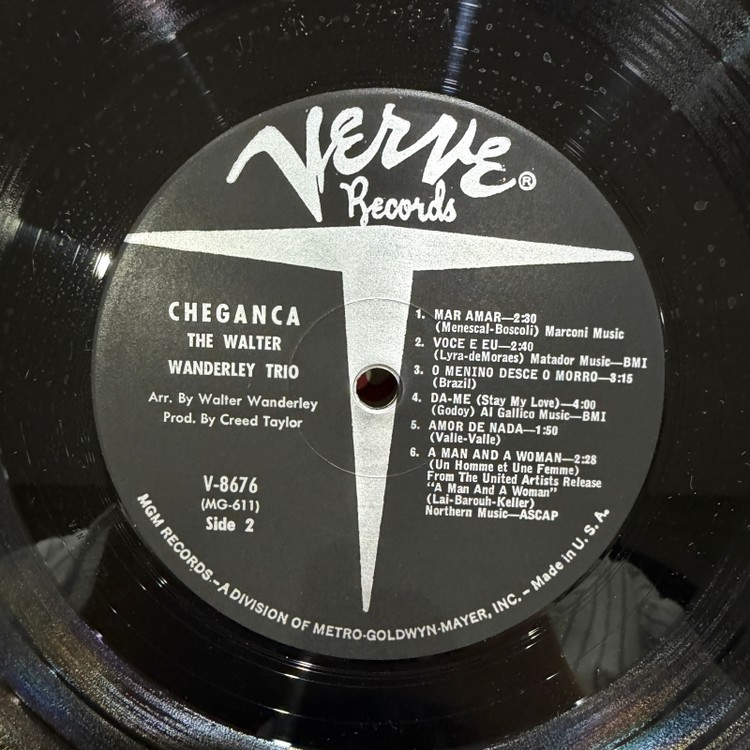 Verve®
Records
CHEGANCA
THE WALTER
WANDERLEY TRIO
Arr. By Walter Wanderley
Prod. By Creed Taylor
V-8676
(MG-611)
Side 2
1. MAR AMAR—2:30
(Menescal-Boscoli) Marconi Music
2. VOCE E EU—2:40
(Lyra-deMoraes) Matador Music—BMI
3. O MENINO DESCE O MORRO—3:15
(Brazil)
4. DA-ME (Stay My Love)—4:00
(Godoy) Al Gallico Music—BMI
5. AMOR DE NADA—1:50
(Valle-Valle)
6. A MAN AND A WOMAN—2:28
(Un Homme et Une Femme)
From The United Artists Release
"A Man And A Woman"
(Lai-Barouh-Keller)
Northern Music—ASCAP
MGM RECORDS—A DIVISION OF METRO-GOLDWYN-MAYER, INC. – Made in U. S. A.